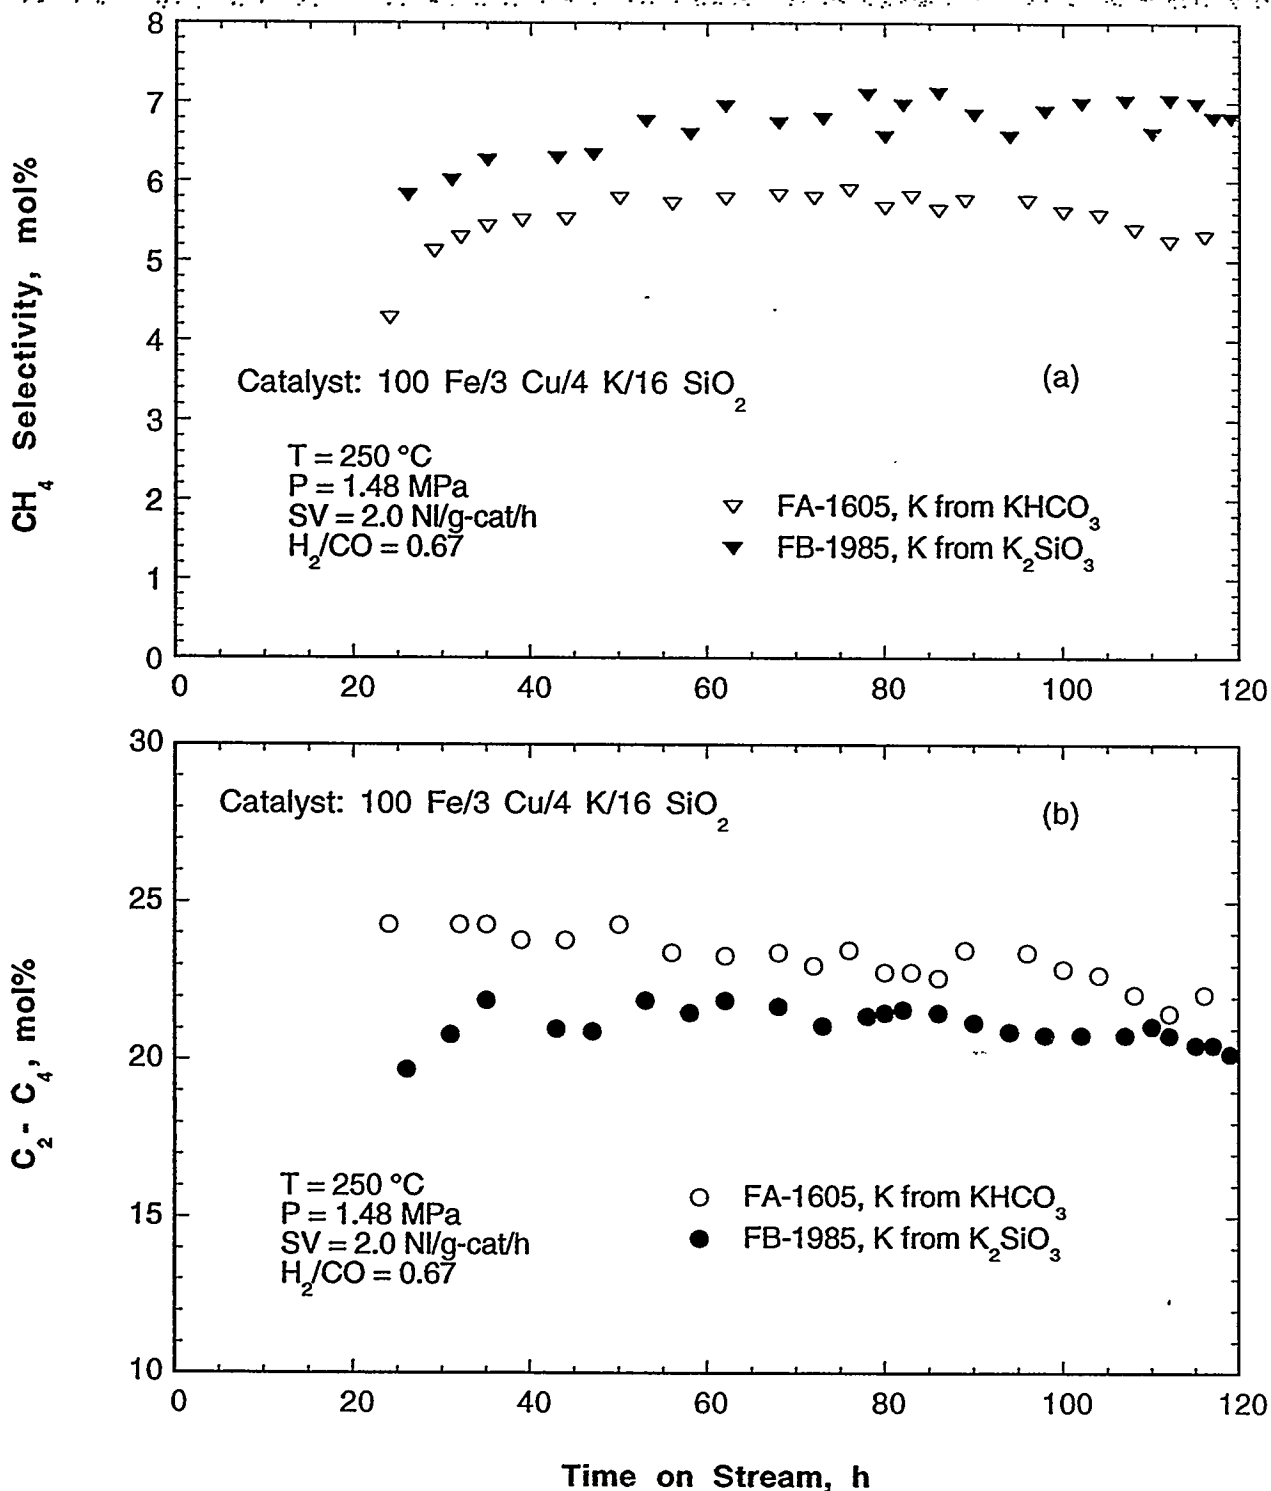 8
7
6
5
4
3
2
1
0
CH4 Selectivity, mol%
Catalyst: 100 Fe/3 Cu/4 K/16 SiO2
(a)
T = 250 °C
P = 1.48 MPa
SV = 2.0 Nl/g-cat/h
H2/CO = 0.67
FA-1605, K from KHCO3
FB-1985, K from K2SiO3
0 20 40 60 80 100 120
30
25
20
15
10
C2- C4, mol%
Catalyst: 100 Fe/3 Cu/4 K/16 SiO2
(b)
T = 250 °C
P = 1.48 MPa
SV = 2.0 Nl/g-cat/h
H2/CO = 0.67
FA-1605, K from KHCO3
FB-1985, K from K2SiO3
0 20 40 60 80 100 120
Time on Stream, h